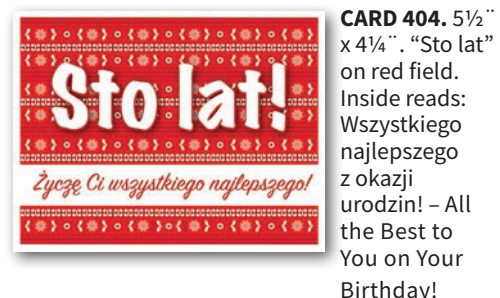 Sto lat!
Życzę Ci wszystkiego najlepszego!
CARD 404. 5½¨
x 4¼¨. “Sto lat”
on red field.
Inside reads:
Wszystkiego
najlepszego
z okazji
urodzin! – All
the Best to
You on Your
Birthday!